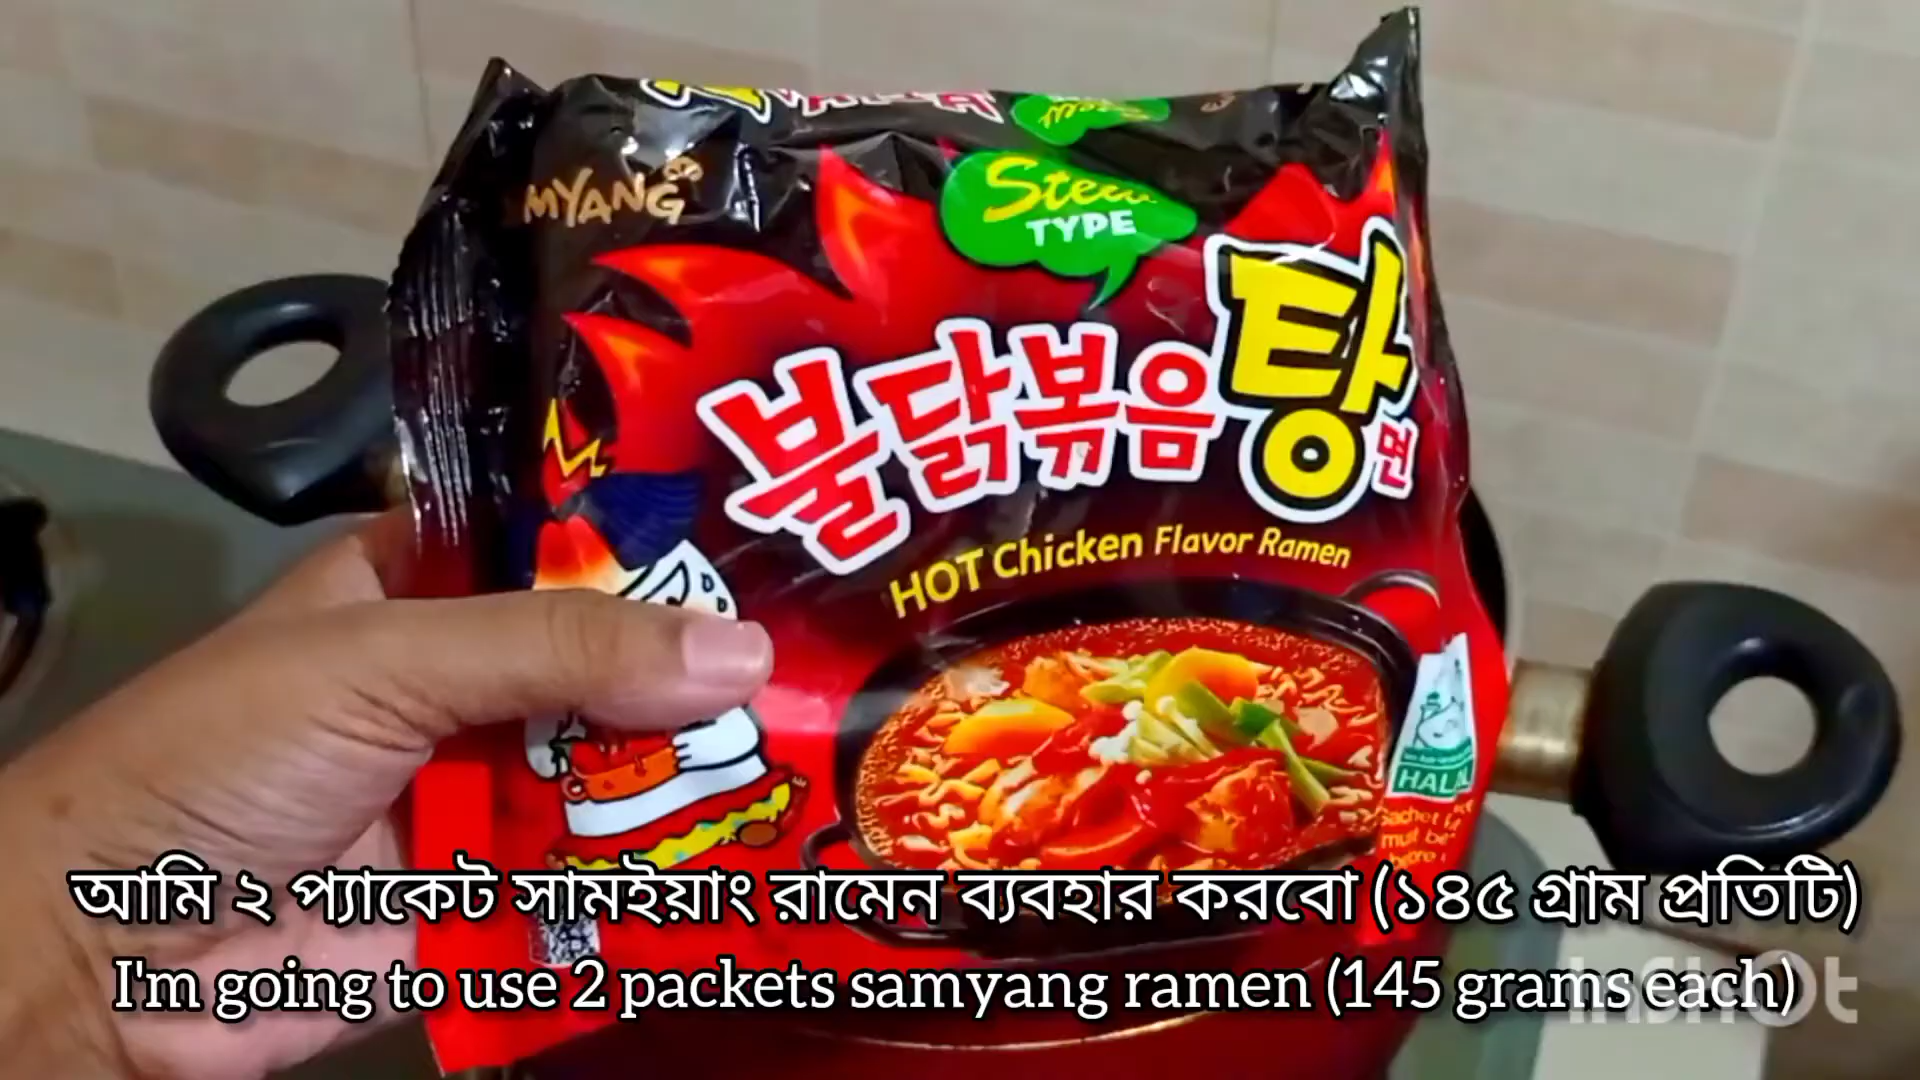 MYANG
Stew
TYPE
불닭볶음탕면
HOT Chicken Flavor Ramen
HALAL
আমি ২ প্যাকেট সামইয়াং রামেন ব্যবহার করবো (১৪৫ গ্রাম প্রতিটি)
I'm going to use 2 packets samyang ramen (145 grams each)
InShOt